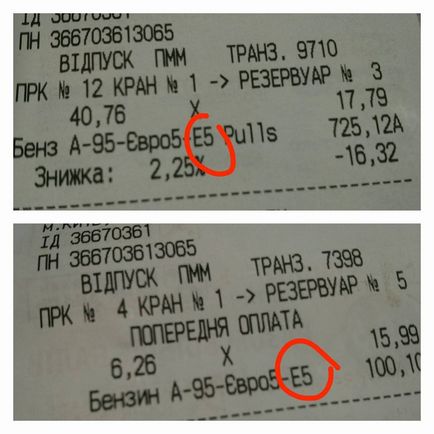 ІД 36670361
ПН 366703613065
ВІДПУСК ПММ ТРАНЗ. 9710
ПРК № 12 КРАН № 1 -> РЕЗЕРВУАР № 3
40,76 X 17,79
Бенз А-95-Євро5-Е5 Pulls 725,12А
Знижка: 2,25% -16,32
ІД 36670361
ПН 366703613065
ВІДПУСК ПММ ТРАНЗ. 7398
ПРК № 4 КРАН № 1 -> РЕЗЕРВУАР № 5
ПОПЕРЕДНЯ ОПЛАТА
6,26 X 15,99
Бензин А-95-Євро5-Е5 100,10